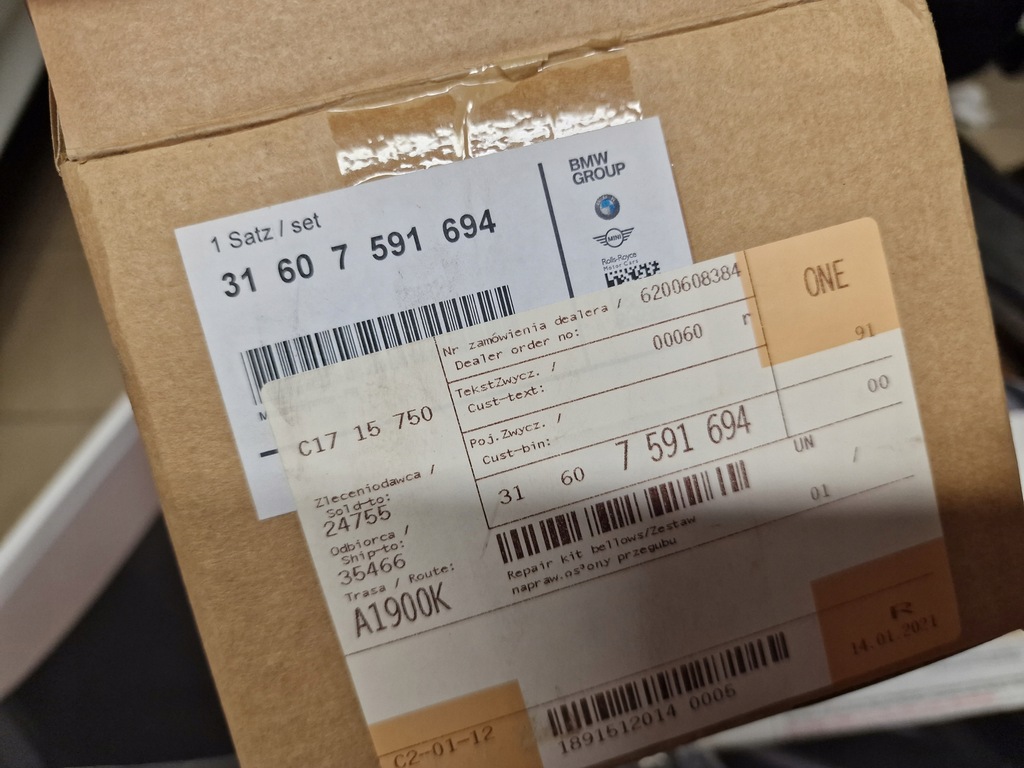 1 Satz / set
31 60 7 591 694
BMW
GROUP
MINI
Rolls-Royce
Motor Cars
Nr zamówienia dealera / 6200608384
Dealer order no:
00060
ONE
91
TekstZwycz. /
Cust-text:
Poj.Zwycz. /
Cust-bin:
00
C17 15 750
31 60 7 591 694
UN /
01
Zleceniodawca /
Sold-to:
24755
Odbiorca /
Ship-to:
35466
Trasa / Route:
A1900K
Repair kit bellows/Zestaw
napraw.os³ony przegubu
R
14.01.2021
1891612014 0006
C2-01-12